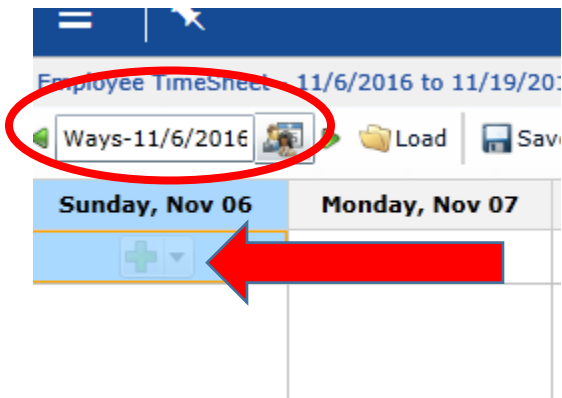 Employee TimeSheet - 11/6/2016 to 11/19/201
Ways-11/6/2016 Load Save
Sunday, Nov 06 Monday, Nov 07